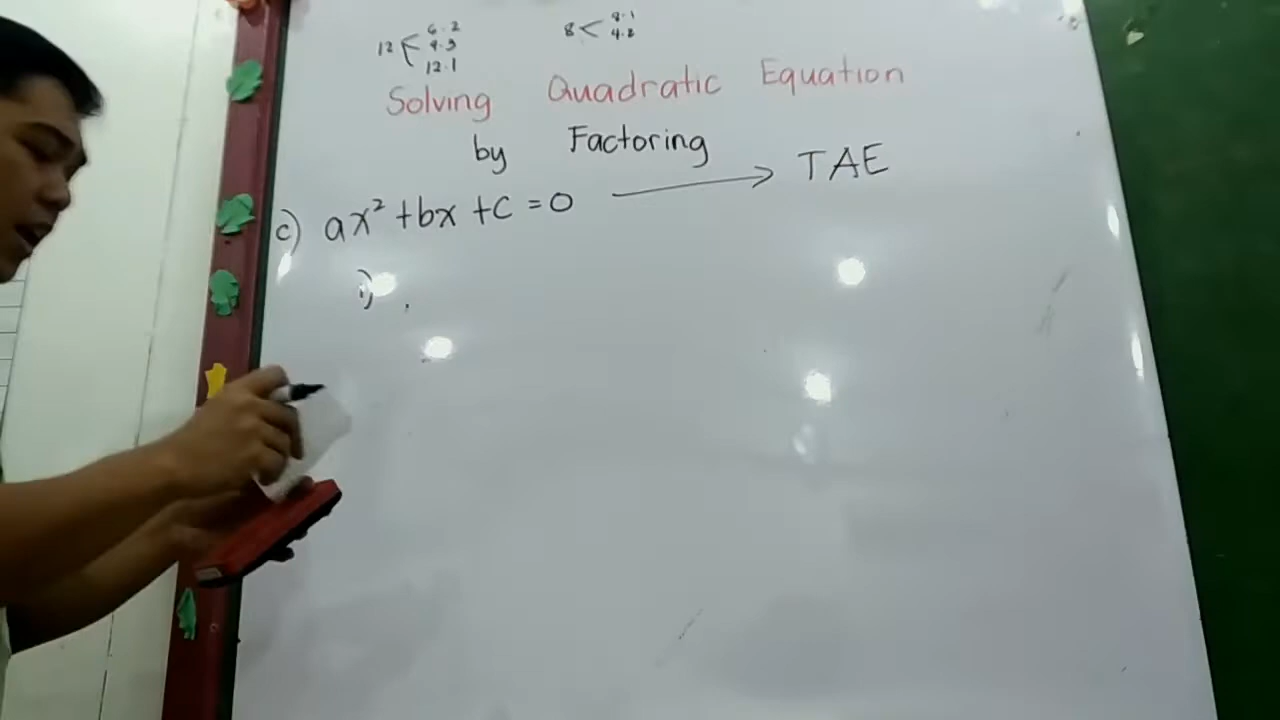 12 < 6·2
4·3
12·1
8 < 8·1
4·2
Solving Quadratic Equation
by Factoring
c) ax² + bx + c = 0 → TAE
1)